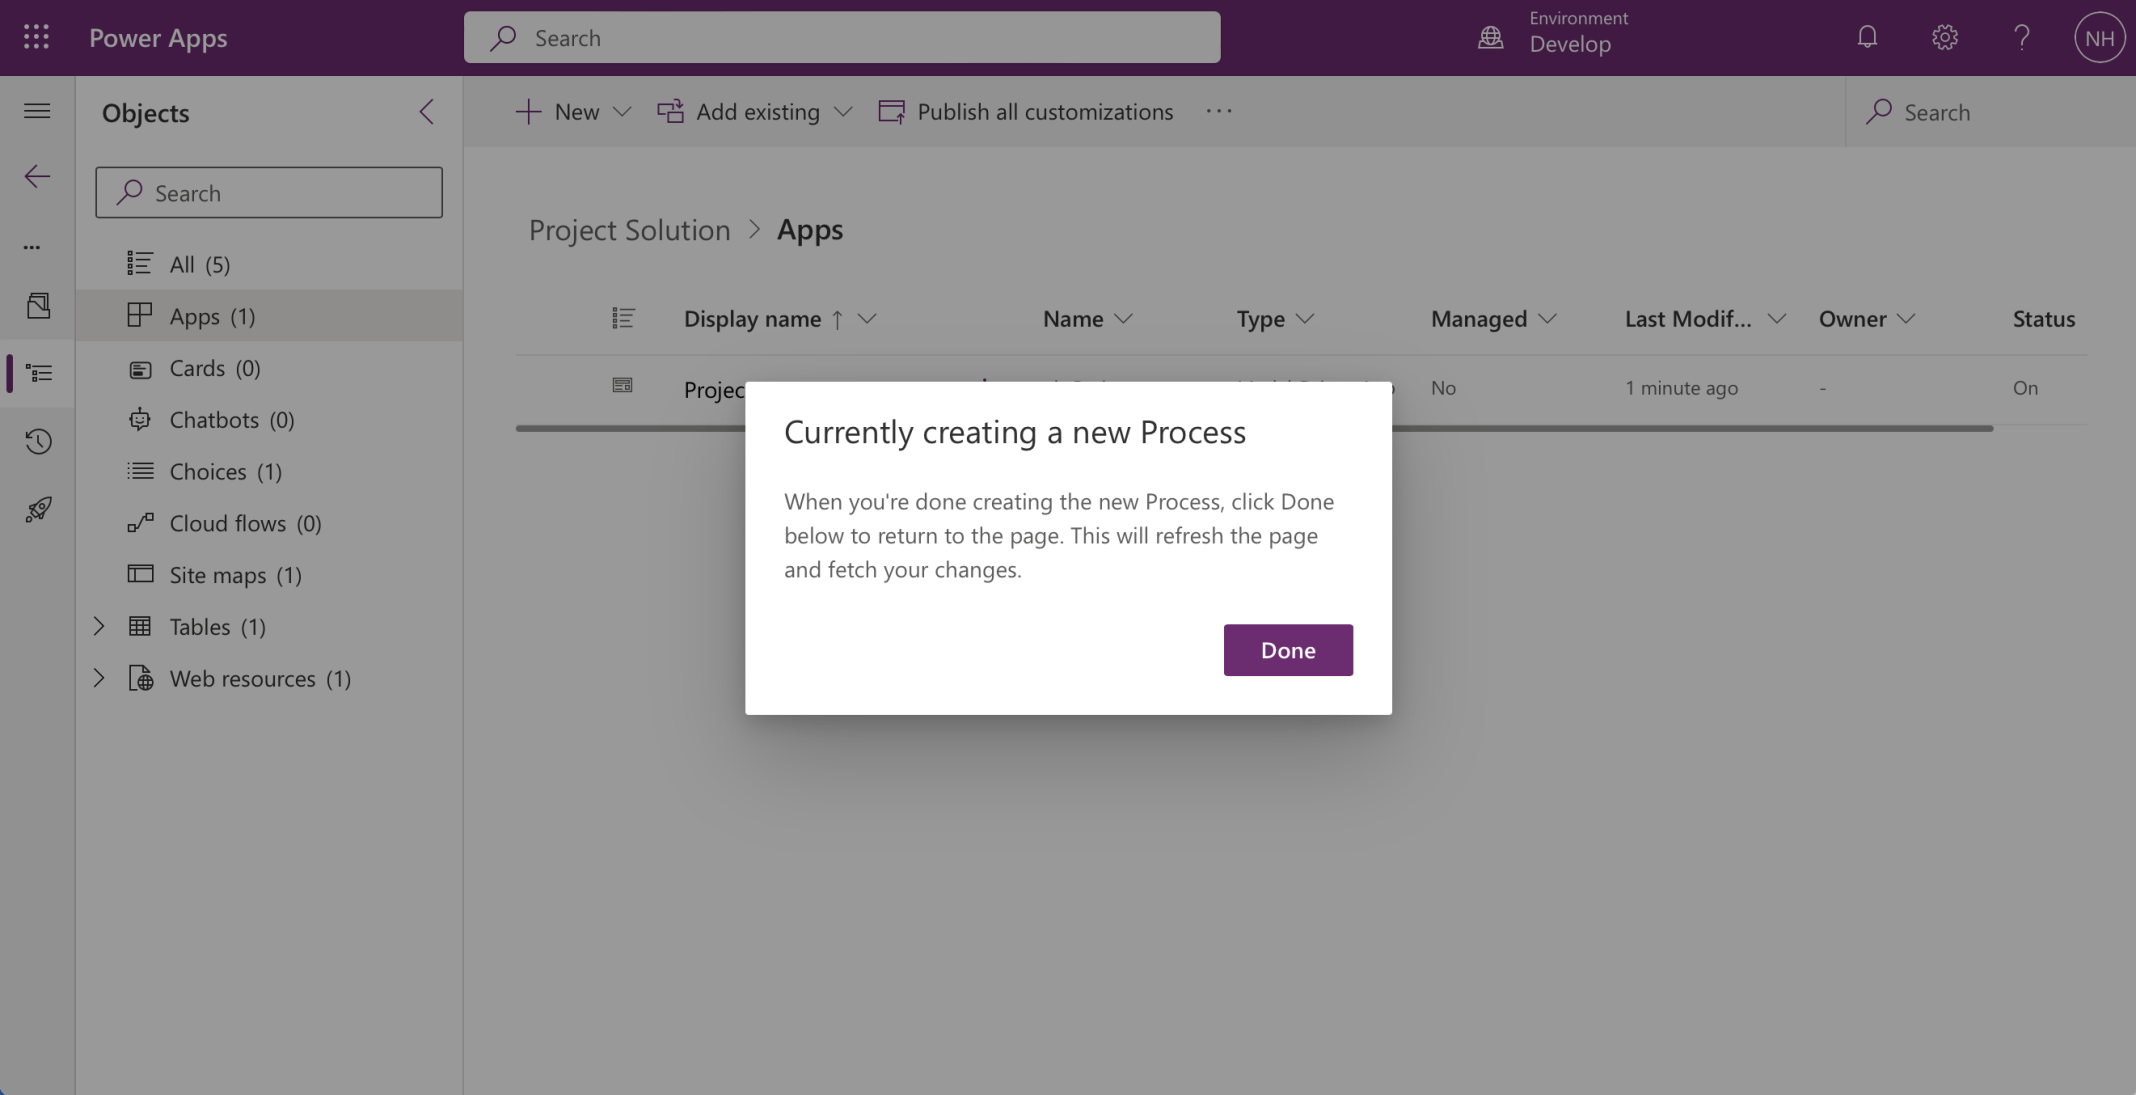 Power Apps
Search
Environment
Develop
NH
Objects
New
Add existing
Publish all customizations
Search
Search
Project Solution > Apps
All (5)
Apps (1)
Cards (0)
Chatbots (0)
Choices (1)
Cloud flows (0)
Site maps (1)
Tables (1)
Web resources (1)
Display name Name Type Managed Last Modif... Owner Status
No 1 minute ago - On
Currently creating a new Process
When you're done creating the new Process, click Done
below to return to the page. This will refresh the page
and fetch your changes.
Done